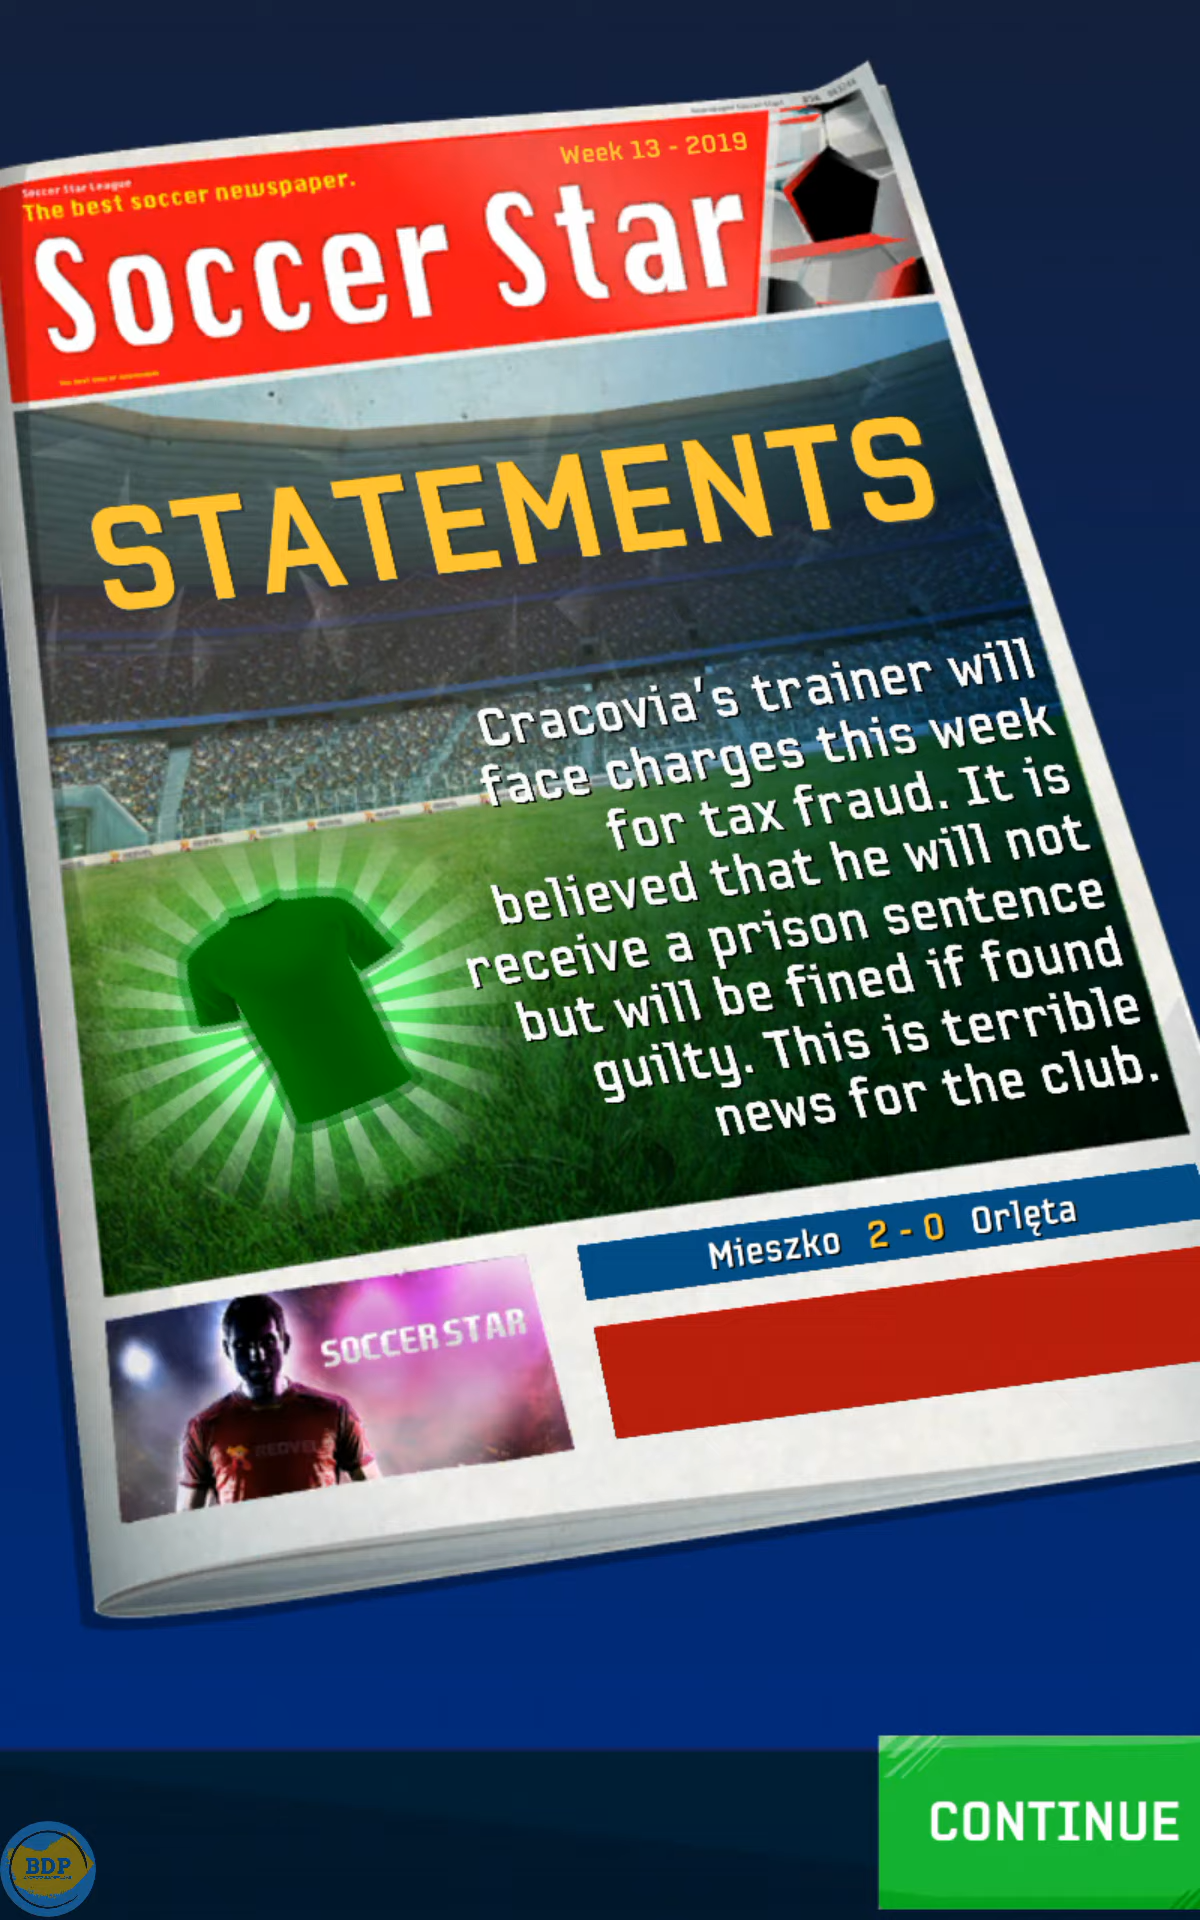 Week 13 - 2019
Soccer Star League
The best soccer newspaper.
Soccer Star
STATEMENTS
Cracovia's trainer will
face charges this week
for tax fraud. It is
believed that he will not
receive a prison sentence
but will be fined if found
guilty. This is terrible
news for the club.
Mieszko 2 - 0 Orlęta
SOCCER STAR
REDVEL
CONTINUE
BDP